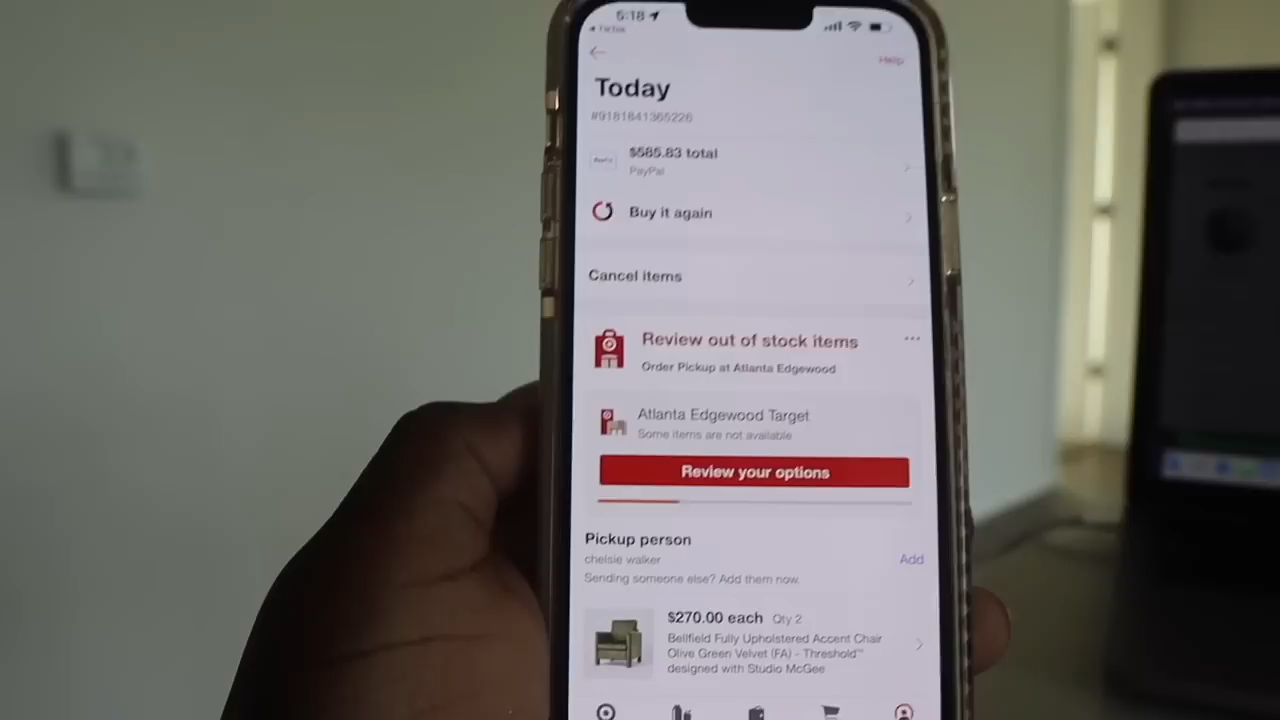 5:18
TikTok
Help
Today
#9181841365226
$585.83 total
PayPal
Buy it again
Cancel items
Review out of stock items
Order Pickup at Atlanta Edgewood
Atlanta Edgewood Target
Some items are not available
Review your options
Pickup person
chelsie walker
Add
Sending someone else? Add them now.
$270.00 each Qty 2
Bellfield Fully Upholstered Accent Chair
Olive Green Velvet (FA) - Threshold™
designed with Studio McGee